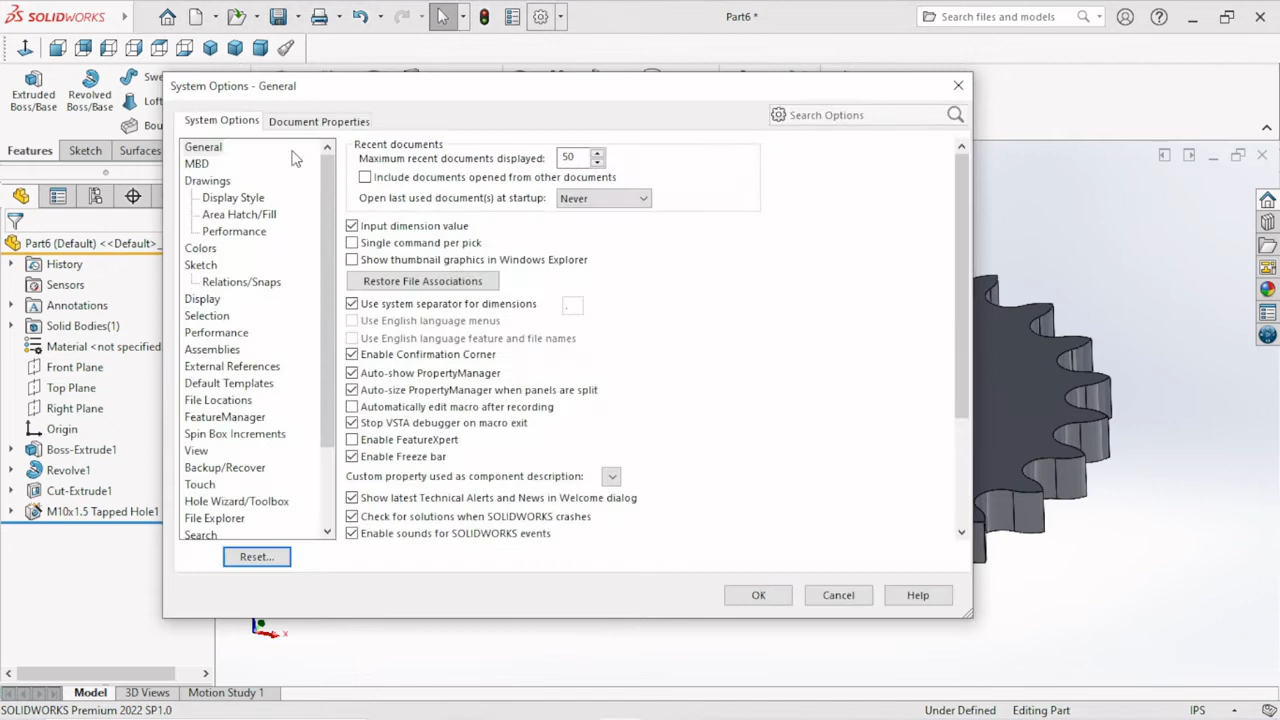 SOLIDWORKS
Part6 *
Search files and models
Extruded
Boss/Base
Revolved
Boss/Base
Swe
Loft
Bou
Features
Sketch
Surfaces
Part6 (Default) <<Default>_
History
Sensors
Annotations
Solid Bodies(1)
Material <not specified
Front Plane
Top Plane
Right Plane
Origin
Boss-Extrude1
Revolve1
Cut-Extrude1
M10x1.5 Tapped Hole1
System Options - General
System Options
Document Properties
Search Options
General
MBD
Drawings
Display Style
Area Hatch/Fill
Performance
Colors
Sketch
Relations/Snaps
Display
Selection
Performance
Assemblies
External References
Default Templates
File Locations
FeatureManager
Spin Box Increments
View
Backup/Recover
Touch
Hole Wizard/Toolbox
File Explorer
Search
Reset...
Recent documents
Maximum recent documents displayed: 50
Include documents opened from other documents
Open last used document(s) at startup: Never
Input dimension value
Single command per pick
Show thumbnail graphics in Windows Explorer
Restore File Associations
Use system separator for dimensions .
Use English language menus
Use English language feature and file names
Enable Confirmation Corner
Auto-show PropertyManager
Auto-size PropertyManager when panels are split
Automatically edit macro after recording
Stop VSTA debugger on macro exit
Enable FeatureXpert
Enable Freeze bar
Custom property used as component description:
Show latest Technical Alerts and News in Welcome dialog
Check for solutions when SOLIDWORKS crashes
Enable sounds for SOLIDWORKS events
OK
Cancel
Help
x
Model
3D Views
Motion Study 1
SOLIDWORKS Premium 2022 SP1.0
Under Defined
Editing Part
IPS